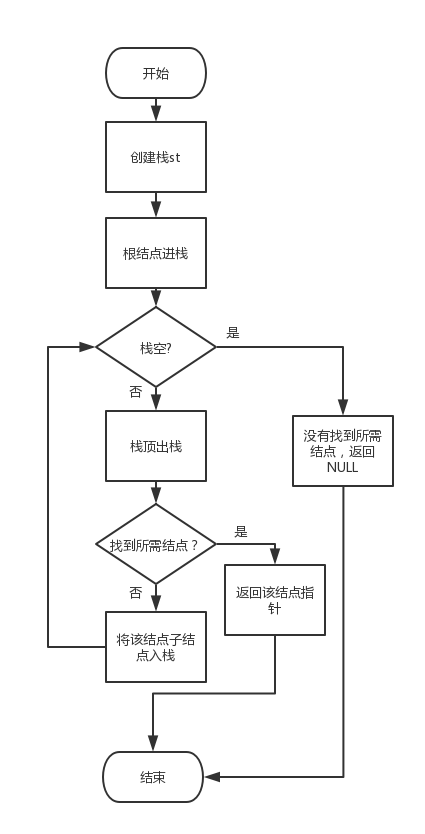 开始
创建栈st
根结点进栈
栈空?
是
否
栈顶出栈
没有找到所需
结点，返回
NULL
找到所需结点？
是
否
返回该结点指
针
将该结点子结
点入栈
结束